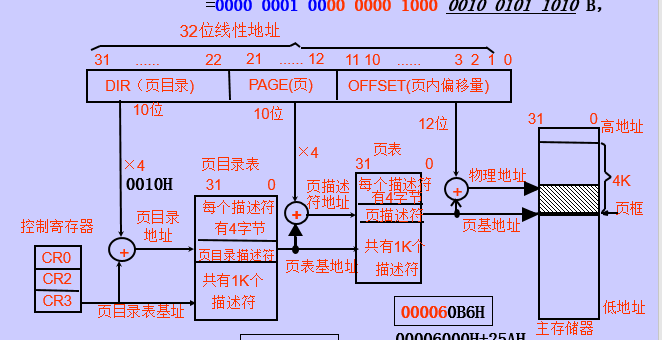 =0000 0001 0000 0000 1000 0010 0101 1010 B,
32位线性地址
31 ...... 22 21 ...... 12 11 10 ...... 3 2 1 0
DIR（页目录) PAGE(页) OFFSET(页内偏移量)
10位 10位 12位
31 0
高地址
×4
0010H
×4
页目录表
31 0
页表
31 0
物理地址
4K
每个描述符
有4字节
页描述
符地址
每个描述符
有4字节
页描述符
页基地址
页框
控制寄存器
页目录
地址
CR0
CR2
CR3
页目录描述符
共有1K个
描述符
页表基地址
共有1K个
描述符
页目录表基址
000060B6H
低地址
主存储器
00006000H+25AH